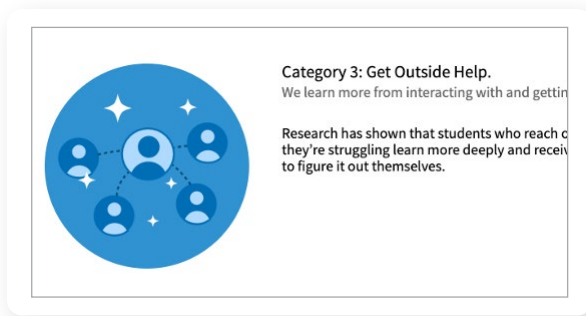 Category 3: Get Outside Help.
We learn more from interacting with and gettin
Research has shown that students who reach
they're struggling learn more deeply and
to figure it out themselves.